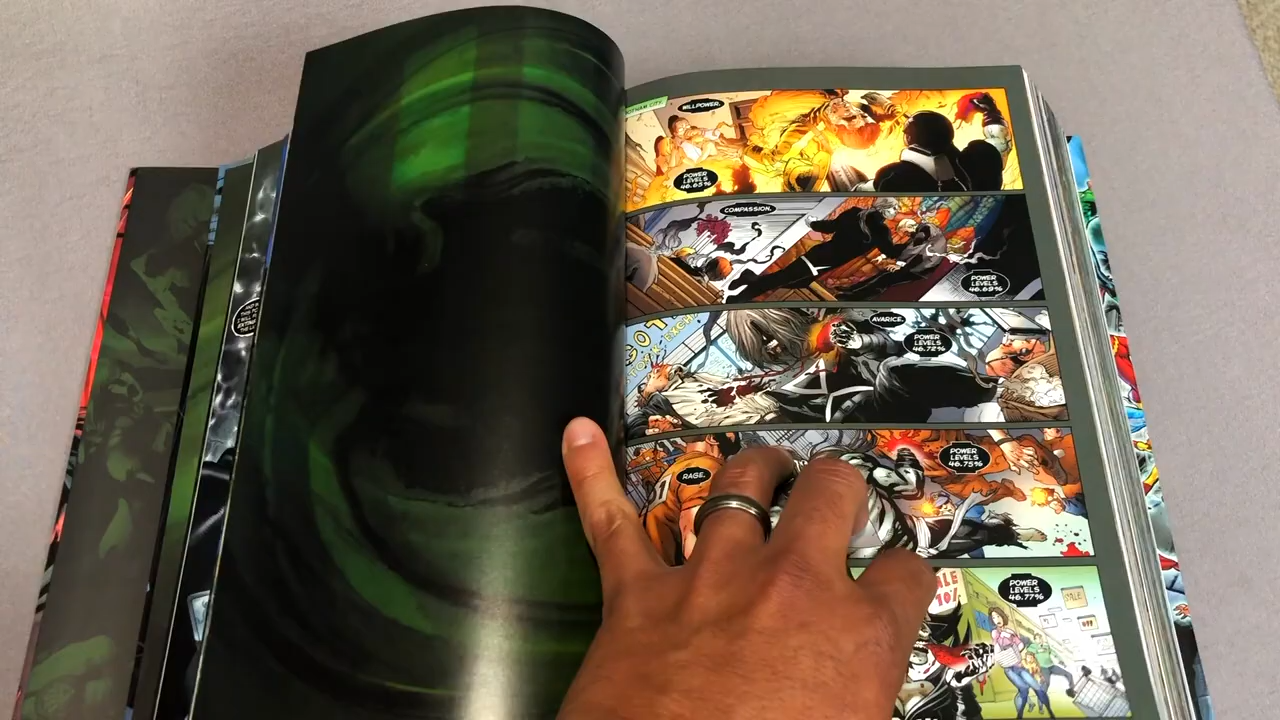 WILLPOWER.
POWER
LEVELS
46.65%
COMPASSION.
POWER
LEVELS
46.69%
AVARICE.
POWER
LEVELS
46.72%
POWER
LEVELS
46.75%
RAGE.
POWER
LEVELS
46.77%
SALE